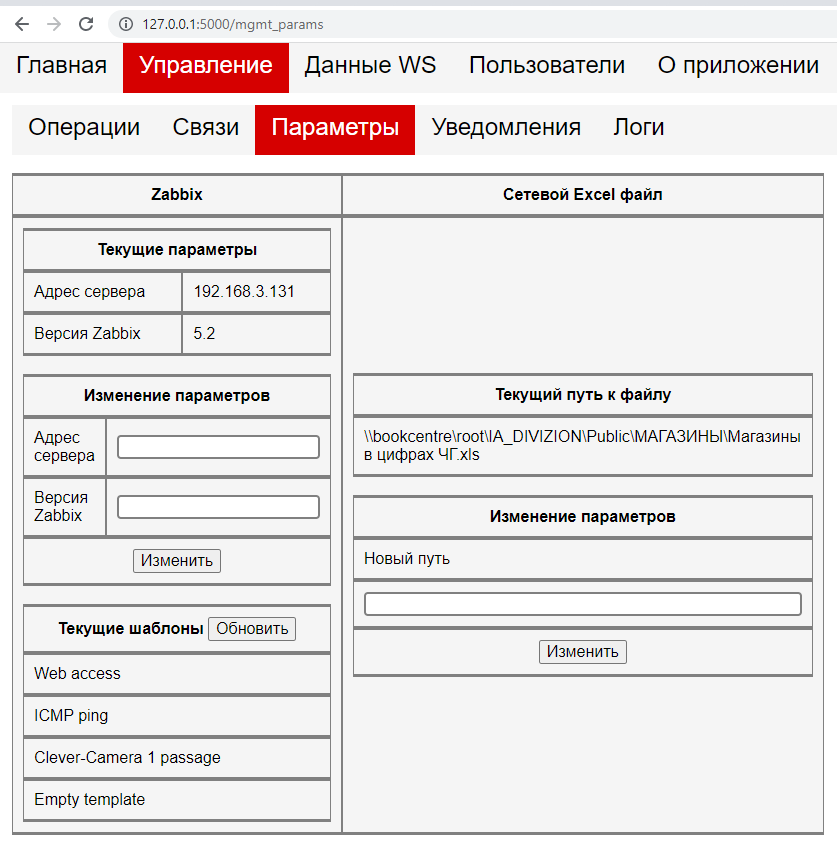 127.0.0.1:5000/mgmt_params
Главная Управление Данные WS Пользователи О приложении
Операции Связи Параметры Уведомления Логи
Zabbix
Текущие параметры
Адрес сервера 192.168.3.131
Версия Zabbix 5.2
Изменение параметров
Адрес
сервера
Версия
Zabbix
Изменить
Текущие шаблоны Обновить
Web access
ICMP ping
Clever-Camera 1 passage
Empty template
Сетевой Excel файл
Текущий путь к файлу
\\bookcentre\root\IA_DIVIZION\Public\МАГАЗИНЫ\Магазины
в цифрах ЧГ.xls
Изменение параметров
Новый путь
Изменить